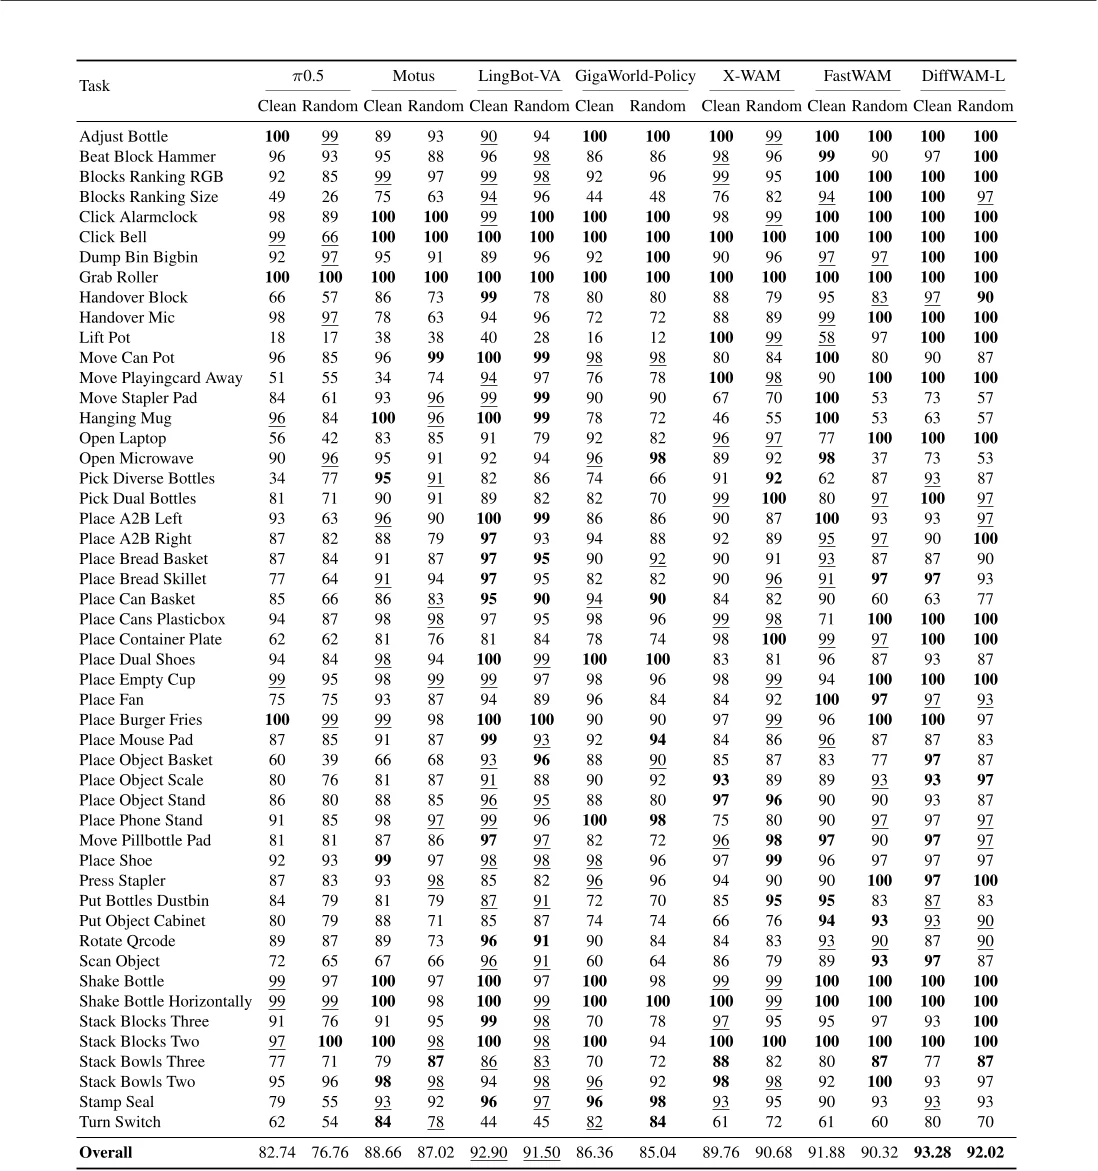 Task π0.5 Motus LingBot-VA GigaWorld-Policy X-WAM FastWAM DiffWAM-L
Clean Random Clean Random Clean Random Clean Random Clean Random Clean Random Clean Random
Adjust Bottle 100 99 89 93 90 94 100 100 100 99 100 100 100 100
Beat Block Hammer 96 93 95 88 96 98 86 86 98 96 99 90 97 100
Blocks Ranking RGB 92 85 99 97 99 98 92 96 99 95 100 100 100 100
Blocks Ranking Size 49 26 75 63 94 96 44 48 76 82 94 100 100 97
Click Alarmclock 98 89 100 100 99 100 100 100 98 99 100 100 100 100
Click Bell 99 66 100 100 100 100 100 100 100 100 100 100 100 100
Dump Bin Bigbin 92 97 95 91 89 96 92 100 90 96 97 97 100 100
Grab Roller 100 100 100 100 100 100 100 100 100 100 100 100 100 100
Handover Block 66 57 86 73 99 78 80 80 88 79 95 83 97 90
Handover Mic 98 97 78 63 94 96 72 72 88 89 99 100 100 100
Lift Pot 18 17 38 38 40 28 16 12 100 99 58 97 100 100
Move Can Pot 96 85 96 99 100 99 98 98 80 84 100 80 90 87
Move Playingcard Away 51 55 34 74 94 97 76 78 100 98 90 100 100 100
Move Stapler Pad 84 61 93 96 99 99 90 90 67 70 100 53 73 57
Hanging Mug 96 84 100 96 100 99 78 72 46 55 100 53 63 57
Open Laptop 56 42 83 85 91 79 92 82 96 97 77 100 100 100
Open Microwave 90 96 95 91 92 94 96 98 89 92 98 37 73 53
Pick Diverse Bottles 34 77 95 91 82 86 74 66 91 92 62 87 93 87
Pick Dual Bottles 81 71 90 91 89 82 82 70 99 100 80 97 100 97
Place A2B Left 93 63 96 90 100 99 86 86 90 87 100 93 93 97
Place A2B Right 87 82 88 79 97 93 94 88 92 89 95 97 90 100
Place Bread Basket 87 84 91 87 97 95 90 92 90 91 93 87 87 90
Place Bread Skillet 77 64 91 94 97 95 82 82 90 96 91 97 97 93
Place Can Basket 85 66 86 83 95 90 94 90 84 82 90 60 63 77
Place Cans Plasticbox 94 87 98 98 97 95 98 96 99 98 71 100 100 100
Place Container Plate 62 62 81 76 81 84 78 74 98 100 99 97 100 100
Place Dual Shoes 94 84 98 94 100 99 100 100 83 81 96 87 93 87
Place Empty Cup 99 95 98 99 99 97 98 96 98 99 94 100 100 100
Place Fan 75 75 93 87 94 89 96 84 84 92 100 97 97 93
Place Burger Fries 100 99 99 98 100 100 90 90 97 99 96 100 100 97
Place Mouse Pad 87 85 91 87 99 93 92 94 84 86 96 87 87 83
Place Object Basket 60 39 66 68 93 96 88 90 85 87 83 77 97 87
Place Object Scale 80 76 81 87 91 88 90 92 93 89 89 93 93 97
Place Object Stand 86 80 88 85 96 95 88 80 97 96 90 90 93 87
Place Phone Stand 91 85 98 97 99 96 100 98 75 80 90 97 97 97
Move Pillbottle Pad 81 81 87 86 97 97 82 72 96 98 97 90 97 97
Place Shoe 92 93 99 97 98 98 98 96 97 99 96 97 97 97
Press Stapler 87 83 93 98 85 82 96 96 94 90 90 100 97 100
Put Bottles Dustbin 84 79 81 79 87 91 72 70 85 95 95 83 87 83
Put Object Cabinet 80 79 88 71 85 87 74 74 66 76 94 93 93 90
Rotate Qrcode 89 87 89 73 96 91 90 84 84 83 93 90 87 90
Scan Object 72 65 67 66 96 91 60 64 86 79 89 93 97 87
Shake Bottle 99 97 100 97 100 97 100 98 99 99 100 100 100 100
Shake Bottle Horizontally 99 99 100 98 100 99 100 100 100 99 100 100 100 100
Stack Blocks Three 91 76 91 95 99 98 70 78 97 95 95 97 93 100
Stack Blocks Two 97 100 100 98 100 98 100 94 100 100 100 100 100 100
Stack Bowls Three 77 71 79 87 86 83 70 72 88 82 80 87 77 87
Stack Bowls Two 95 96 98 98 94 98 96 92 98 98 92 100 93 97
Stamp Seal 79 55 93 92 96 97 96 98 93 95 90 93 93 93
Turn Switch 62 54 84 78 44 45 82 84 61 72 61 60 80 70
Overall 82.74 76.76 88.66 87.02 92.90 91.50 86.36 85.04 89.76 90.68 91.88 90.32 93.28 92.02